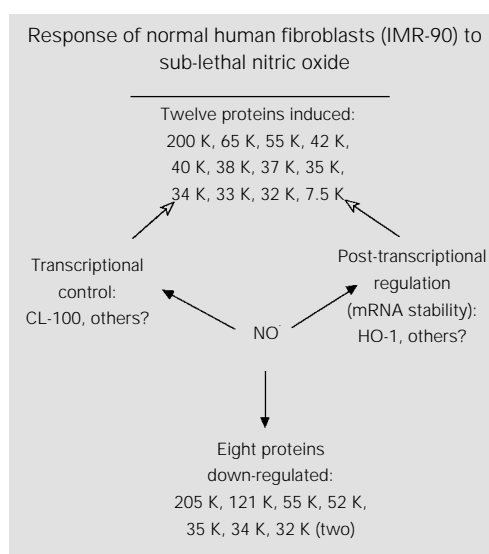 Response of normal human fibroblasts (IMR-90) to
sub-lethal nitric oxide
Twelve proteins induced:
200 K, 65 K, 55 K, 42 K,
40 K, 38 K, 37 K, 35 K,
34 K, 33 K, 32 K, 7.5 K
Transcriptional
control:
CL-100, others?
Post-transcriptional
regulation
(mRNA stability):
HO-1, others?
NO·
Eight proteins
down-regulated:
205 K, 121 K, 55 K, 52 K,
35 K, 34 K, 32 K (two)